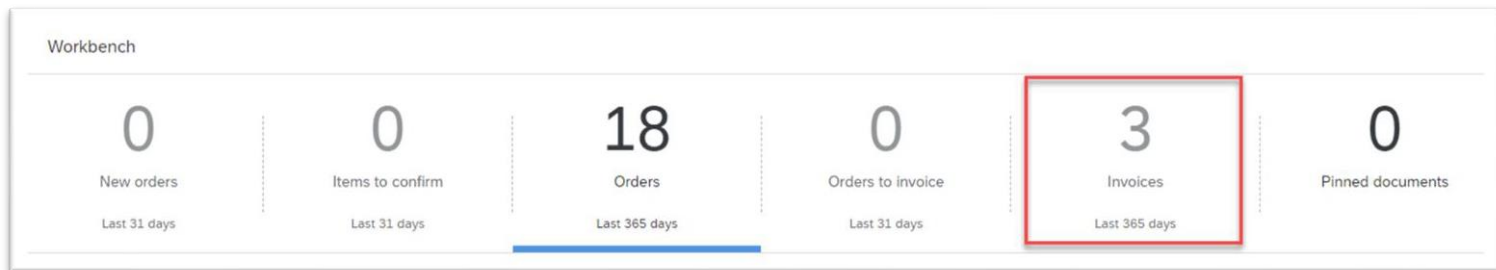 Workbench
0
New orders
Last 31 days
0
Items to confirm
Last 31 days
18
Orders
Last 365 days
0
Orders to invoice
Last 31 days
3
Invoices
Last 365 days
0
Pinned documents